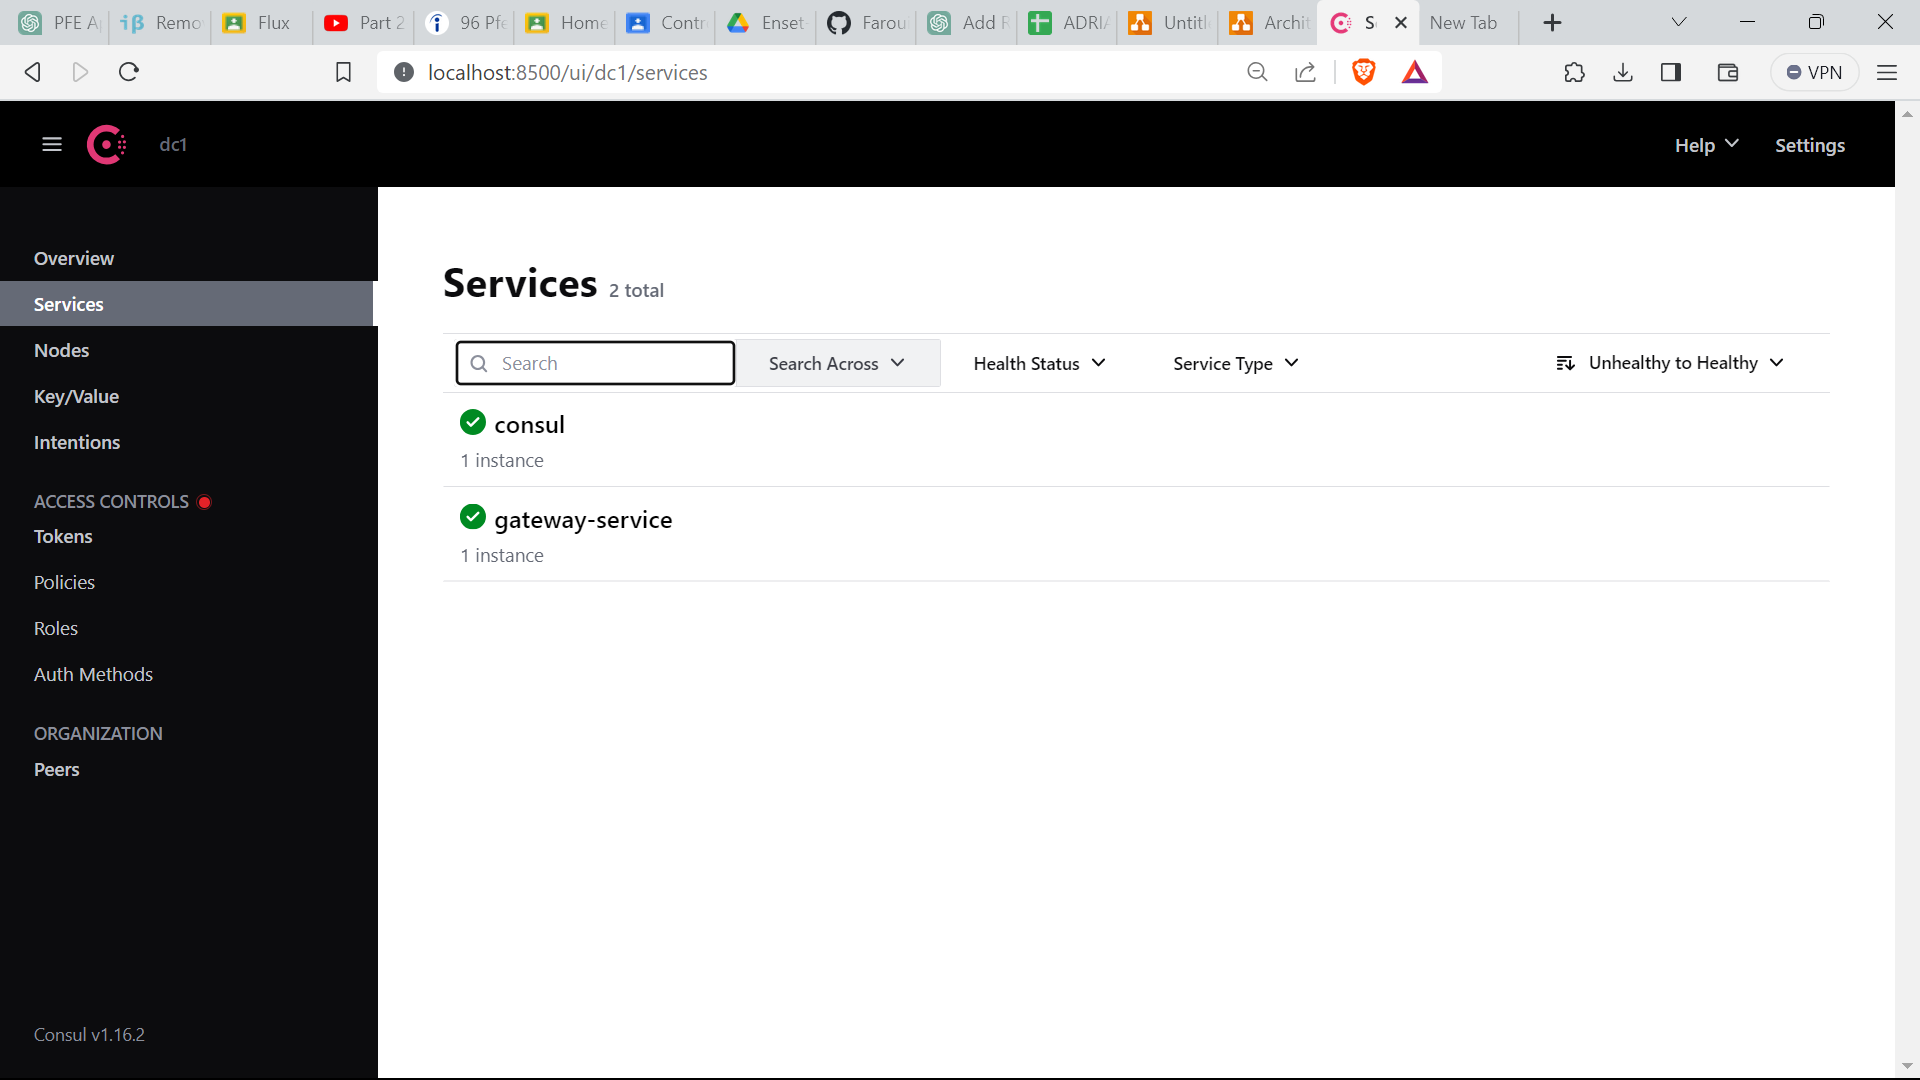 PFE
Remo
Flux
Part 2
96 Pfe
Home
Contr
Enset-
Farou
Add R
ADRIA
Untitl
Archit
S
New Tab
localhost:8500/ui/dc1/services
VPN
dc1
Help
Settings
Overview
Services
Nodes
Key/Value
Intentions
ACCESS CONTROLS
Tokens
Policies
Roles
Auth Methods
ORGANIZATION
Peers
Consul v1.16.2
Services 2 total
Search
Search Across
Health Status
Service Type
Unhealthy to Healthy
consul
1 instance
gateway-service
1 instance